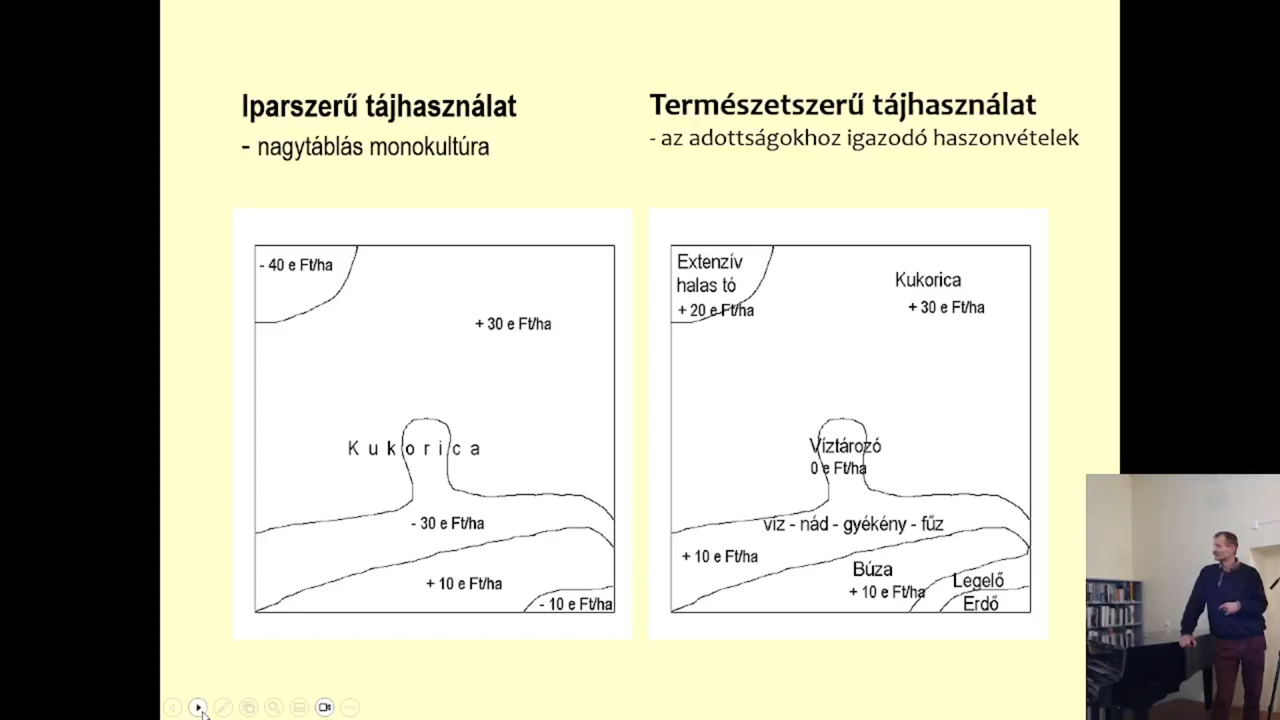 Iparszerű tájhasználat
- nagytáblás monokultúra
- 40 e Ft/ha
+ 30 e Ft/ha
Kukorica
- 30 e Ft/ha
+ 10 e Ft/ha
- 10 e Ft/ha
Természetszerű tájhasználat
- az adottságokhoz igazodó haszonvételek
Extenzív
halas tó
+ 20 e Ft/ha
Kukorica
+ 30 e Ft/ha
Víztározó
0 e Ft/ha
víz - nád - gyékény - fűz
+ 10 e Ft/ha
Búza
+ 10 e Ft/ha
Legelő
Erdő